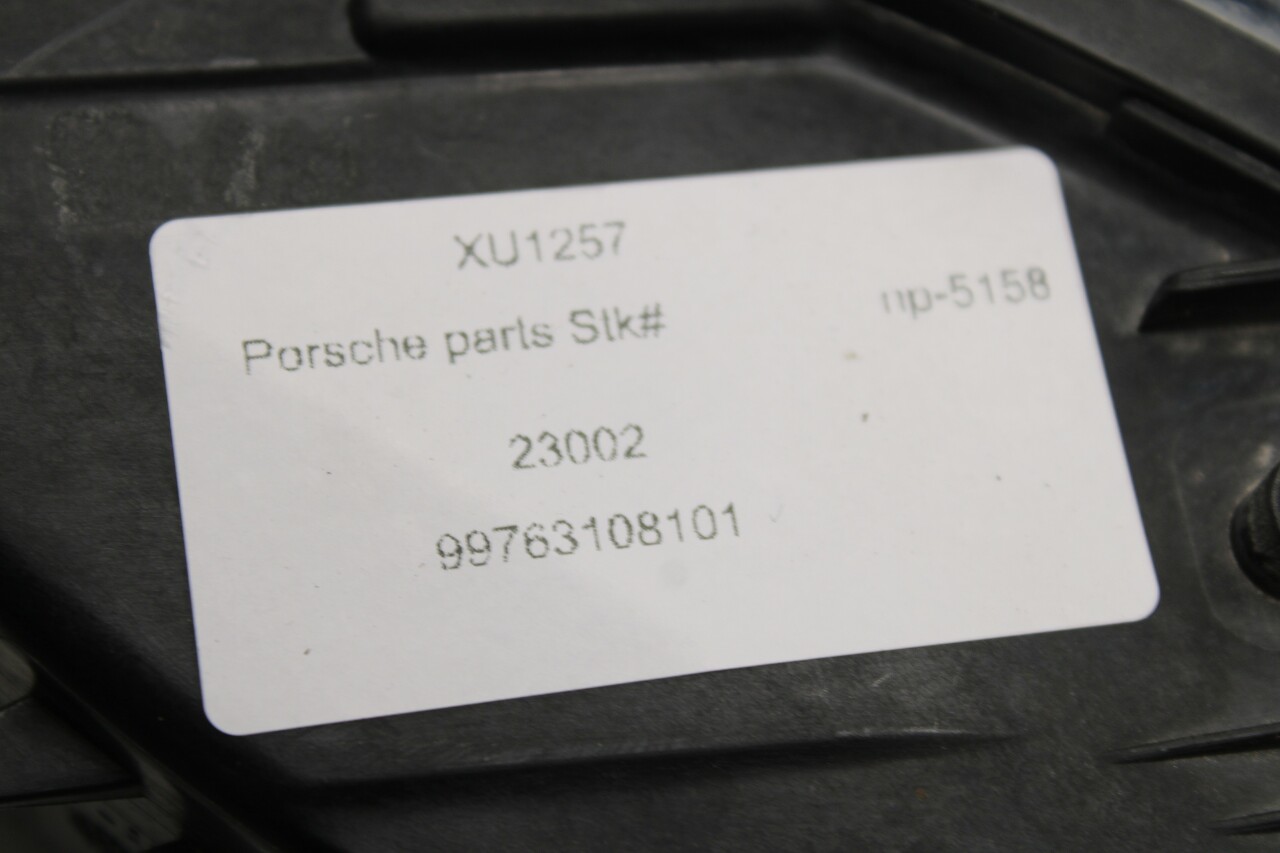 XU1257
np-5158
Porsche parts Stk#
23002
99763108101